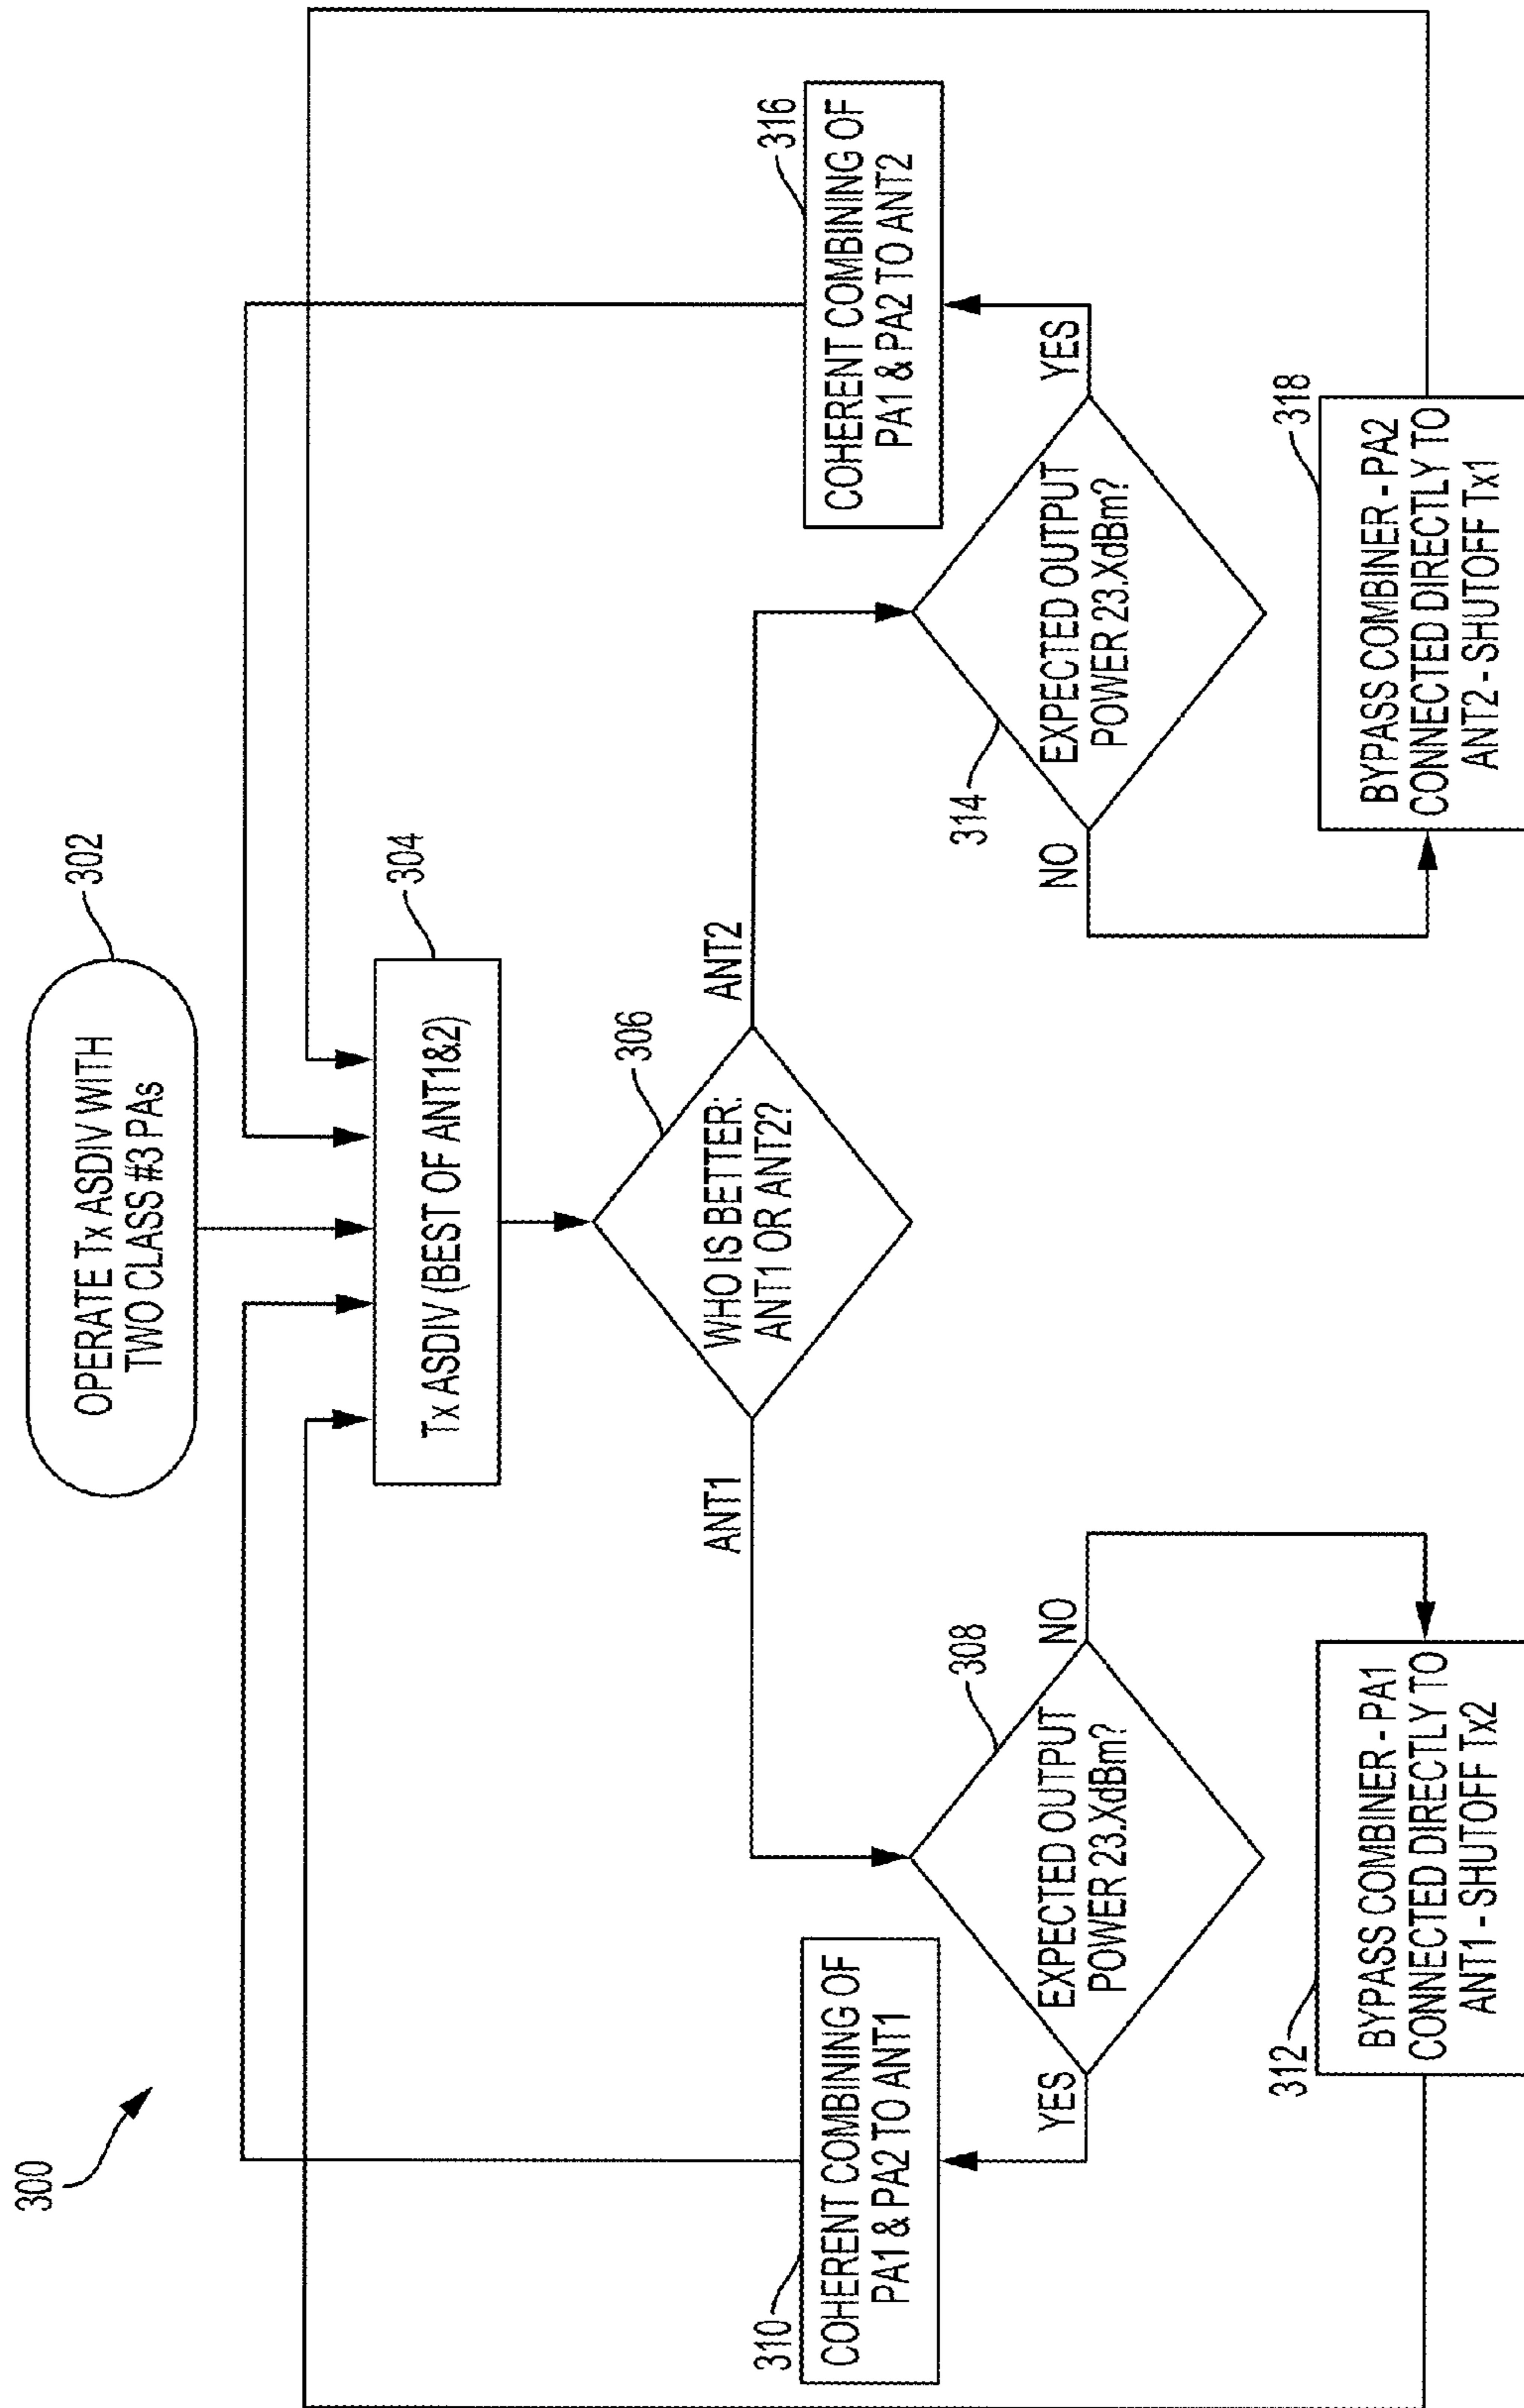 300
OPERATE Tx ASDIV WITH
TWO CLASS #3 PAs
302
Tx ASDIV (BEST OF ANT1&2)
304
WHO IS BETTER:
ANT1 OR ANT2?
306
ANT1
ANT2
310
COHERENT COMBINING OF
PA1 & PA2 TO ANT1
COHERENT COMBINING OF
PA1 & PA2 TO ANT2
316
YES
EXPECTED OUTPUT
POWER 23.XdBm?
308
NO
NO
314
EXPECTED OUTPUT
POWER 23.XdBm?
YES
312
BYPASS COMBINER - PA1
CONNECTED DIRECTLY TO
ANT1 - SHUTOFF Tx2
BYPASS COMBINER - PA2
CONNECTED DIRECTLY TO
ANT2 - SHUTOFF Tx1
318